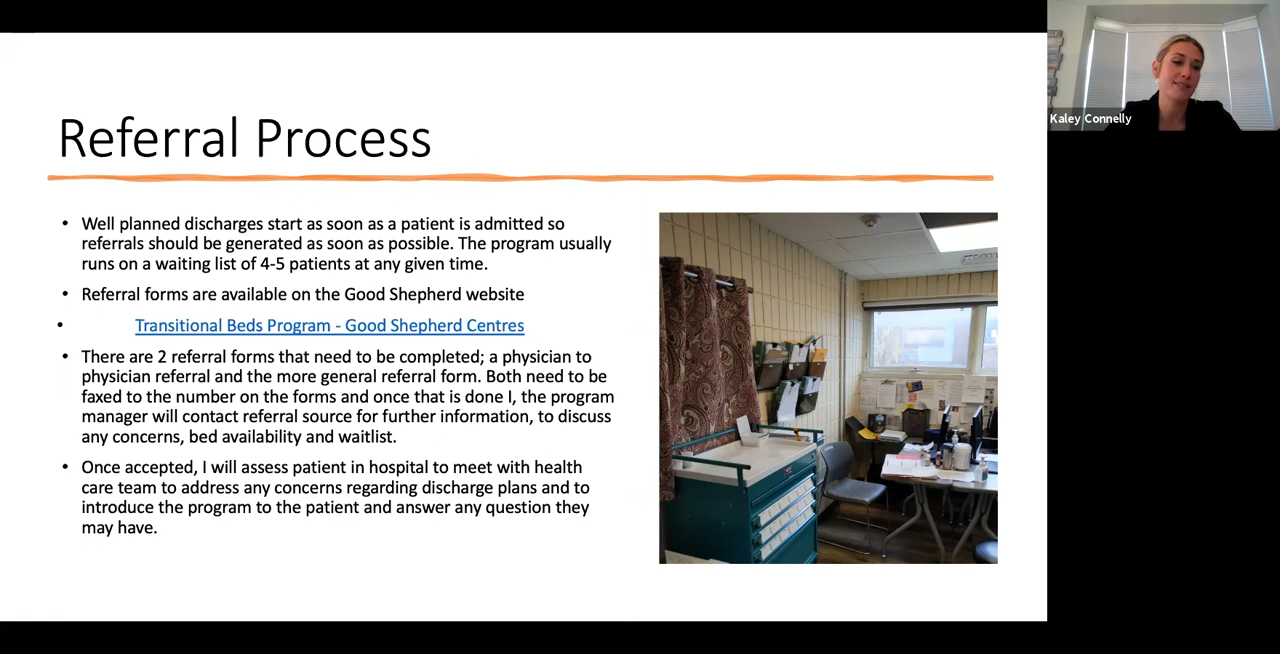 Referral Process
• Well planned discharges start as soon as a patient is admitted so
referrals should be generated as soon as possible. The program usually
runs on a waiting list of 4-5 patients at any given time.
• Referral forms are available on the Good Shepherd website
• Transitional Beds Program - Good Shepherd Centres
• There are 2 referral forms that need to be completed; a physician to
physician referral and the more general referral form. Both need to be
faxed to the number on the forms and once that is done I, the program
manager will contact referral source for further information, to discuss
any concerns, bed availability and waitlist.
• Once accepted, I will assess patient in hospital to meet with health
care team to address any concerns regarding discharge plans and to
introduce the program to the patient and answer any question they
may have.
Kaley Connelly